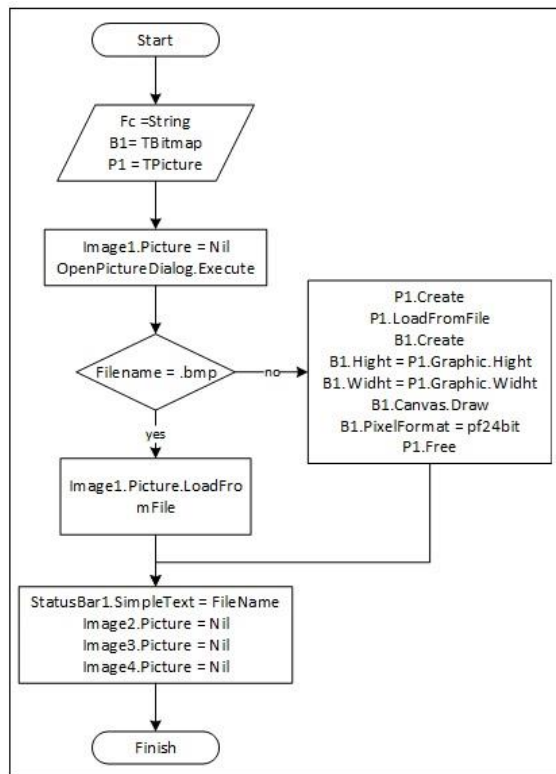 Start
Fc =String
B1= TBitmap
P1 = TPicture
Image1.Picture = Nil
OpenPictureDialog.Execute
Filename = .bmp
no
P1.Create
P1.LoadFromFile
B1.Create
B1.Hight = P1.Graphic.Hight
B1.Widht = P1.Graphic.Widht
B1.Canvas.Draw
B1.PixelFormat = pf24bit
P1.Free
yes
Image1.Picture.LoadFro
mFile
StatusBar1.SimpleText = FileName
Image2.Picture = Nil
Image3.Picture = Nil
Image4.Picture = Nil
Finish